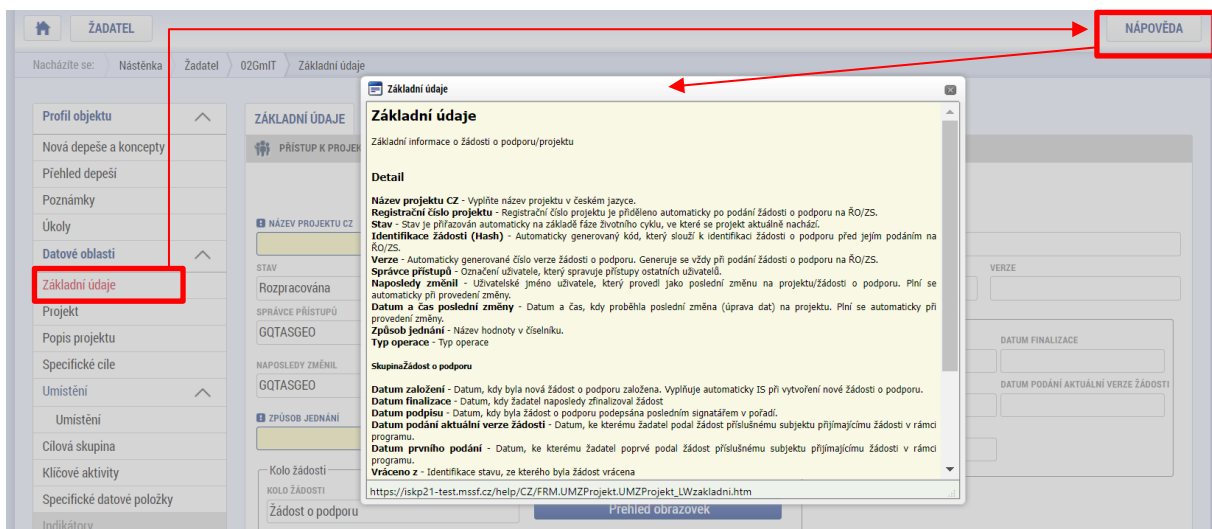 ŽADATEL
NÁPOVĚDA
Nacházíte se: Nástěnka Žadatel 02GmIT Základní údaje
Profil objektu
Nová depeše a koncepty
Přehled depeší
Poznámky
Úkoly
Datové oblasti
Základní údaje
Projekt
Popis projektu
Specifické cíle
Umístění
Umístění
Cílová skupina
Klíčové aktivity
Specifické datové položky
Indikátory
ZÁKLADNÍ ÚDAJE
PŘÍSTUP K PROJEK
NÁZEV PROJEKTU CZ
STAV
Rozpracována
SPRÁVCE PŘÍSTUPŮ
GQTASGEO
NAPOSLEDY ZMĚNIL
GQTASGEO
ZPŮSOB JEDNÁNÍ
Kolo žádosti
KOLO ŽÁDOSTI
Žádost o podporu
Základní údaje
Základní údaje
Základní informace o žádosti o podporu/projektu
Detail
Název projektu CZ - Vyplňte název projektu v českém jazyce.
Registrační číslo projektu - Registrační číslo projektu je přiděleno automaticky po podání žádosti o podporu na ŘO/ZS.
Stav - Stav je přiřazován automaticky na základě fáze životního cyklu, ve které se projekt aktuálně nachází.
Identifikace žádosti (Hash) - Automaticky generovaný kód, který slouží k identifikaci žádosti o podporu před jejím podáním na
ŘO/ZS.
Verze - Automaticky generované číslo verze žádosti o podporu. Generuje se vždy při podání žádosti o podporu na ŘO/ZS.
Správce přístupů - Označení uživatele, který spravuje přístupy ostatních uživatelů.
Naposledy změnil - Uživatelské jméno uživatele, který provedl jako poslední změnu na projektu/žádosti o podporu. Plní se
automaticky při provedení změny.
Datum a čas poslední změny - Datum a čas, kdy proběhla poslední změna (úprava dat) na projektu. Plní se automaticky při
provedení změny.
Způsob jednání - Název hodnoty v číselníku.
Typ operace - Typ operace
SkupinaŽádost o podporu
Datum založení - Datum, kdy byla nová žádost o podporu založena. Vyplňuje automaticky IS při vytvoření nové žádosti o podporu.
Datum finalizace - Datum, kdy žadatel naposledy zfinalizoval žádost
Datum podpisu - Datum, kdy byla žádost o podporu podepsána posledním signatářem v pořadí.
Datum podání aktuální verze žádosti - Datum, ke kterému žadatel podal žádost příslušnému subjektu přijímajícímu žádosti v rámci
programu.
Datum prvního podání - Datum, ke kterému žadatel poprvé podal žádost příslušnému subjektu přijímajícímu žádosti v rámci
programu.
Vráceno z - Identifikace stavu, ze kterého byla žádost vrácena
https://iskp21-test.mssf.cz/help/CZ/FRM.UMZProjekt.UMZProjekt_LWzakladni.htm
Přehled obrazovek
VERZE
DATUM FINALIZACE
DATUM PODÁNÍ AKTUÁLNÍ VERZE ŽÁDOSTI